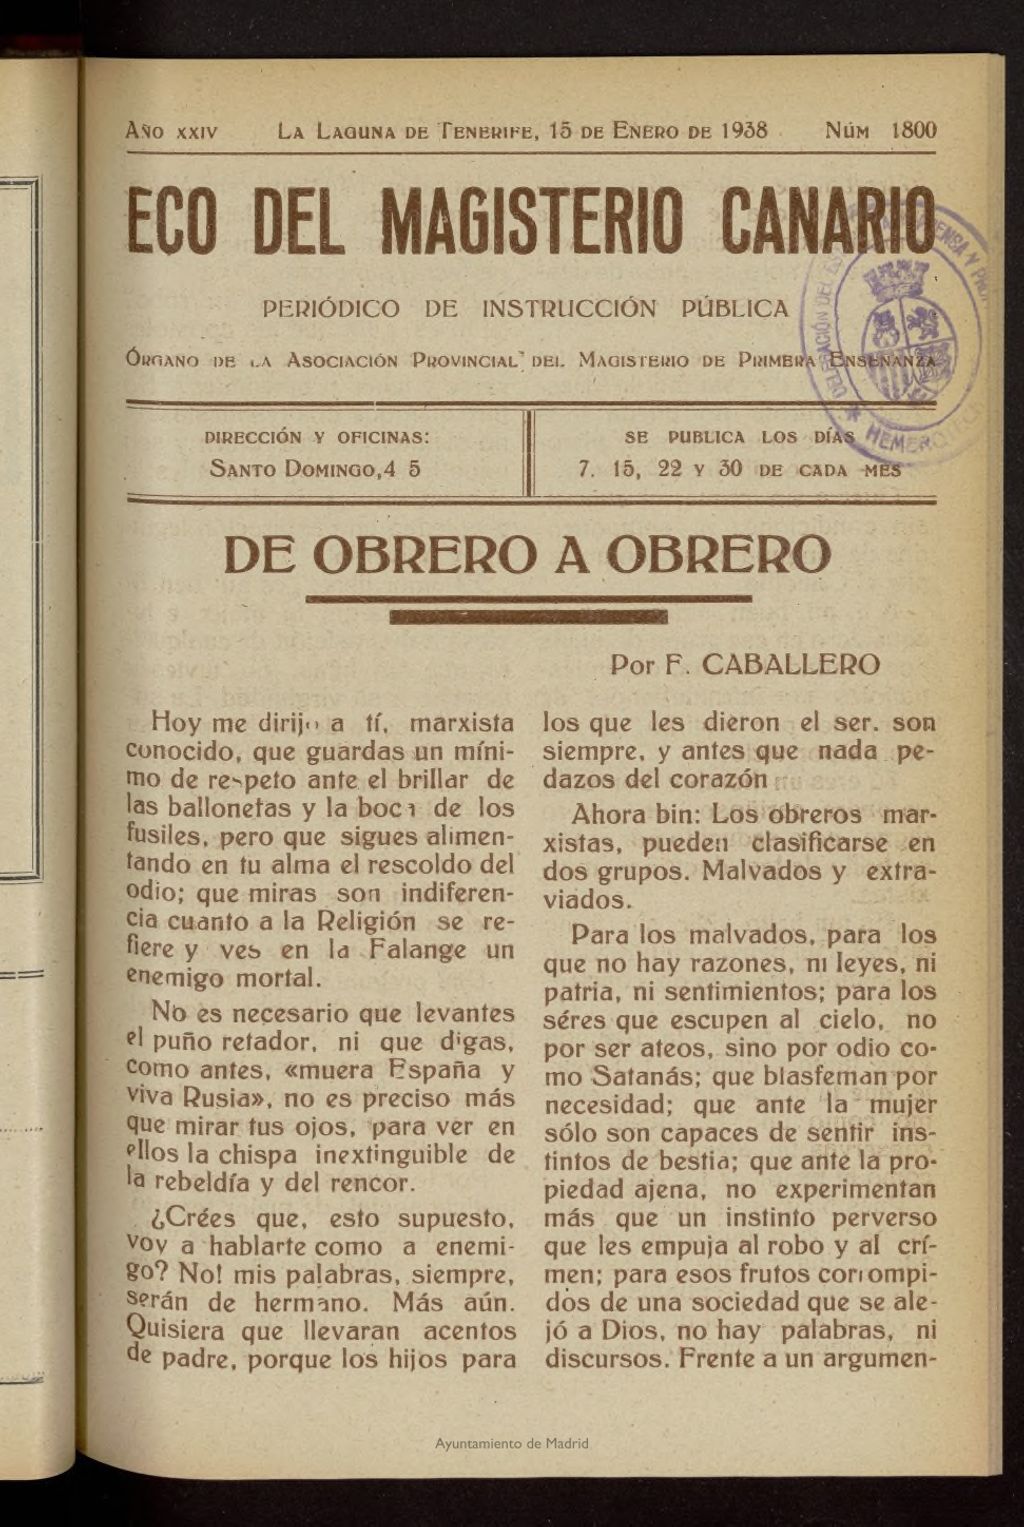 Año XXIV La Laguna de Tenerife, 15 de Enero de 1938 Núm 1800
ECO DEL MAGISTERIO CANARIO
PERIÓDICO DE INSTRUCCIÓN PÚBLICA
Órgano de la Asociación Provincial del Magisterio de Primera Enseñanza
DIRECCIÓN Y OFICINAS:
Santo Domingo,4 5
SE PUBLICA LOS DÍAS
7. 15, 22 y 30 DE CADA MES
HEMEROTECA
DE OBRERO A OBRERO
Por F. CABALLERO
Hoy me dirijo a tí, marxista
conocido, que guardas un míni-
mo de respeto ante el brillar de
las ballonetas y la boca de los
fusiles, pero que sigues alimen-
tando en tu alma el rescoldo del
odio; que miras son indiferen-
cia cuanto a la Religión se re-
fiere y ves en la Falange un
enemigo mortal.
No es necesario que levantes
el puño retador, ni que digas,
como antes, «muera España y
viva Rusia», no es preciso más
que mirar tus ojos, para ver en
ellos la chispa inextinguible de
la rebeldía y del rencor.
¿Crées que, esto supuesto,
voy a hablarte como a enemi-
go? No! mis palabras, siempre,
serán de hermano. Más aún.
Quisiera que llevaran acentos
de padre, porque los hijos para
los que les dieron el ser. son
siempre, y antes que nada pe-
dazos del corazón
Ahora bin: Los obreros mar-
xistas, pueden clasificarse en
dos grupos. Malvados y extra-
viados.
Para los malvados, para los
que no hay razones, ni leyes, ni
patria, ni sentimientos; para los
séres que escupen al cielo, no
por ser ateos, sino por odio co-
mo Satanás; que blasfeman por
necesidad; que ante la mujer
sólo son capaces de sentir ins-
tintos de bestia; que ante la pro-
piedad ajena, no experimentan
más que un instinto perverso
que les empuja al robo y al crí-
men; para esos frutos corrompi-
dos de una sociedad que se ale-
jó a Dios, no hay palabras, ni
discursos. Frente a un argumen-
Ayuntamiento de Madrid